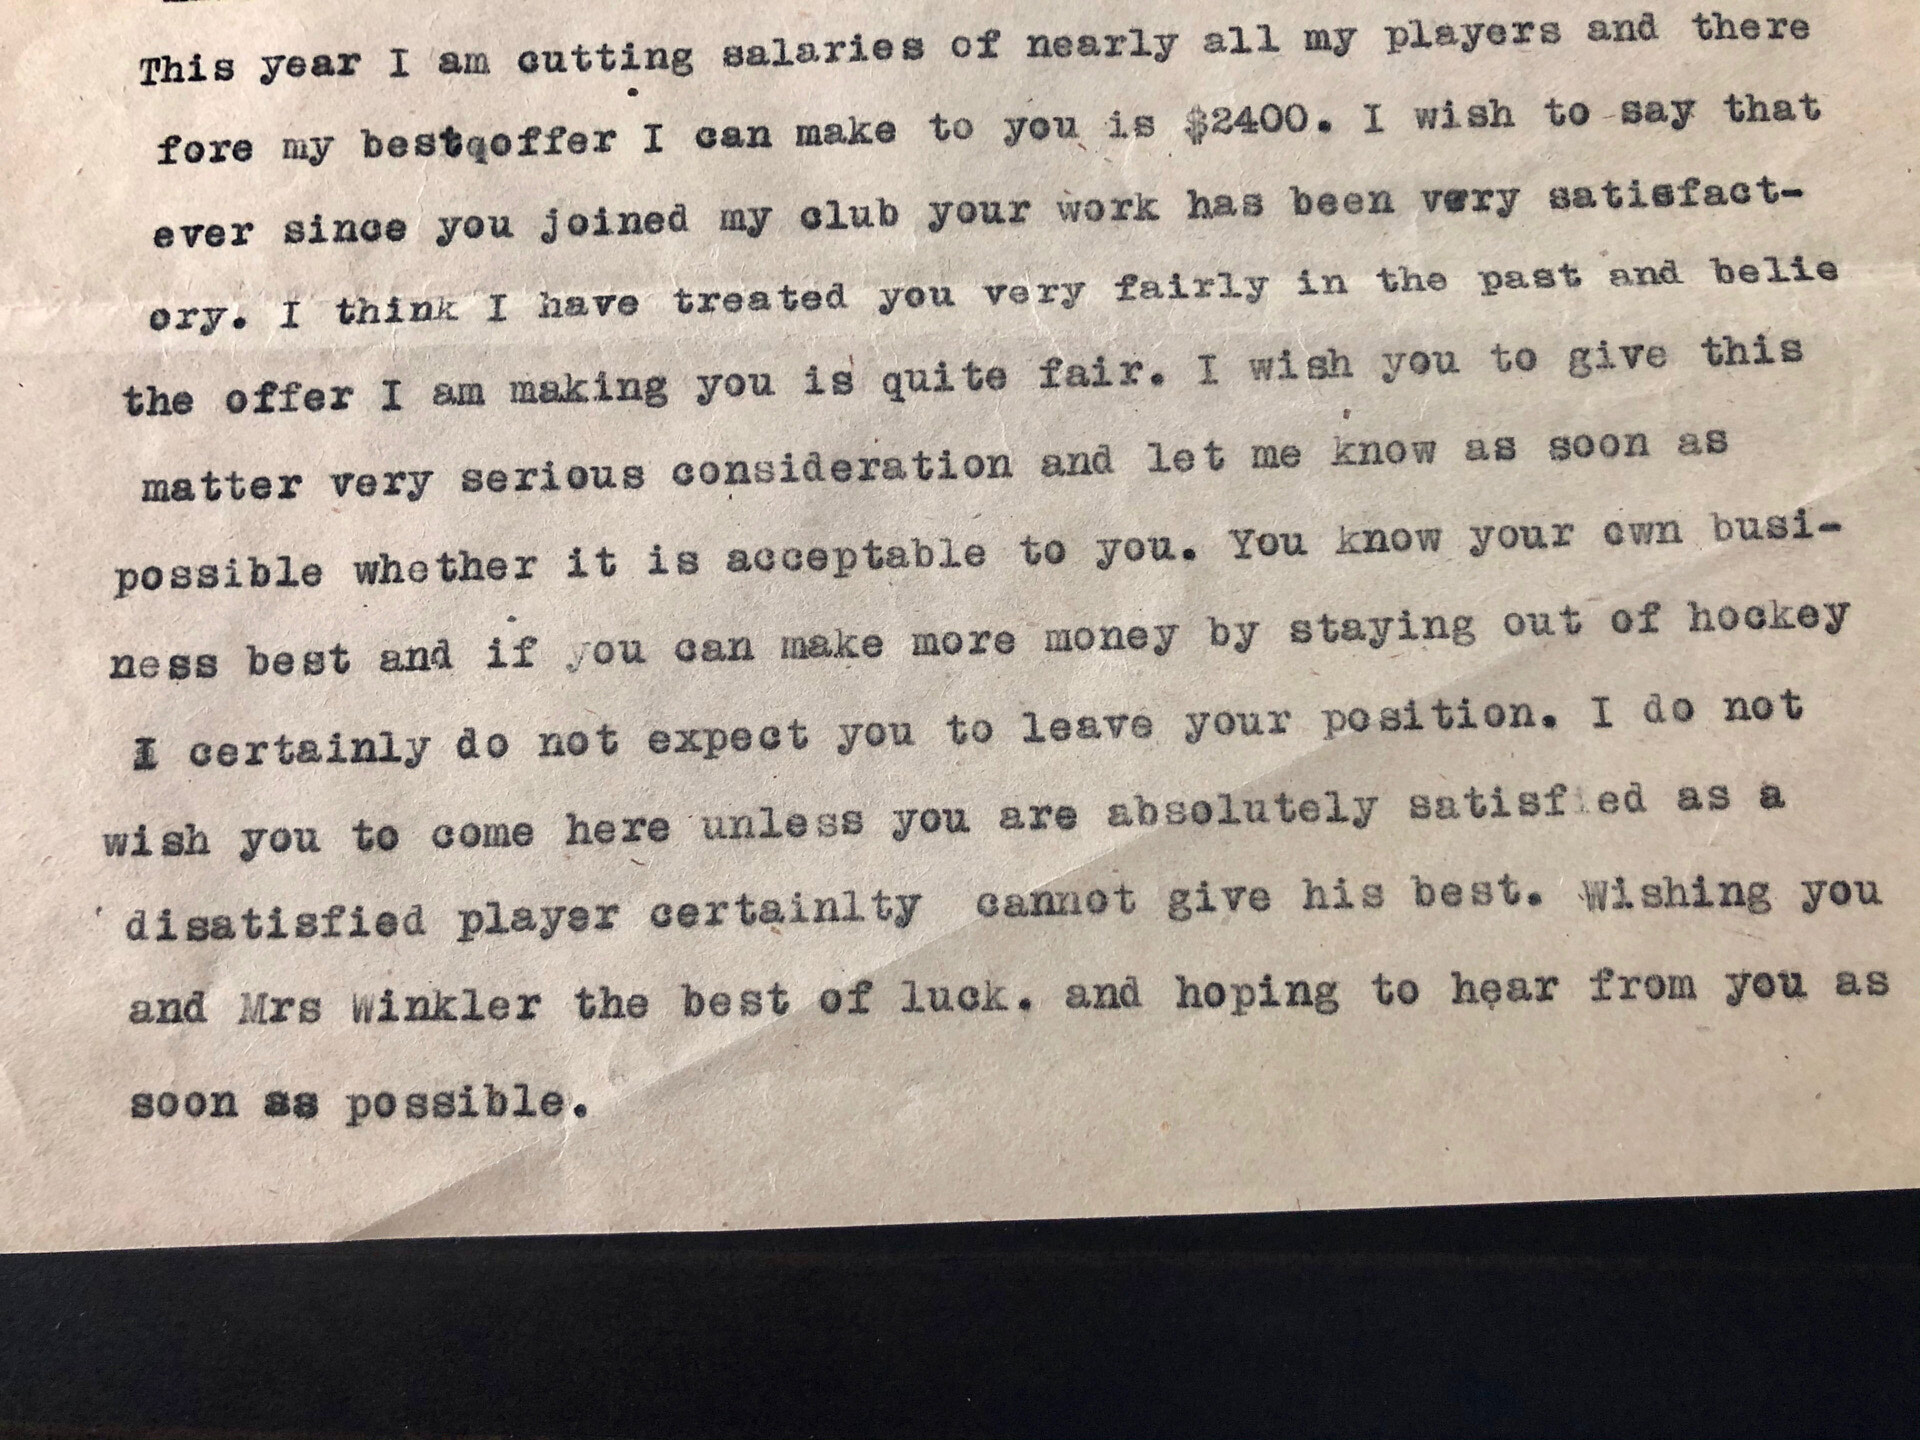 This year I am cutting salaries of nearly all my players and there
fore my bestqoffer I can make to you is $2400. I wish to say that
ever since you joined my club your work has been very satisfact-
ory. I think I have treated you very fairly in the past and belie
the offer I am making you is quite fair. I wish you to give this
matter very serious consideration and let me know as soon as
possible whether it is acceptable to you. You know your own busi-
ness best and if you can make more money by staying out of hockey
I certainly do not expect you to leave your position. I do not
wish you to come here unless you are absolutely satisfied as a
disatisfied player certainlty cannot give his best. Wishing you
and Mrs Winkler the best of luck. and hoping to hear from you as
soon as possible.